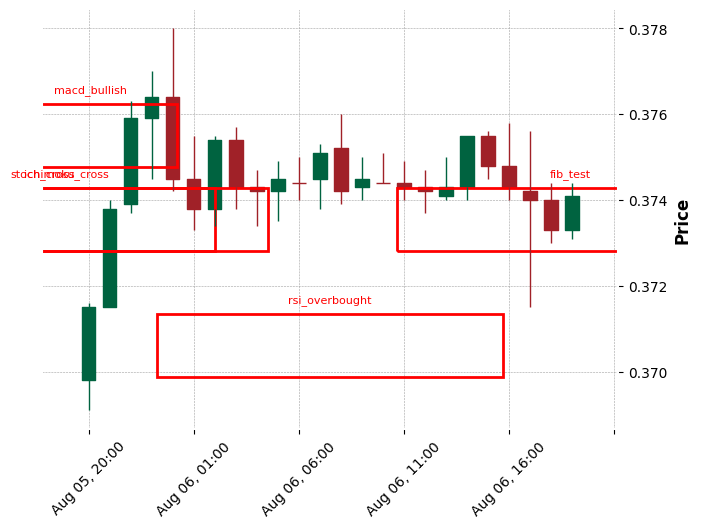 0.378
macd_bullish
0.376
fib_test
0.374
Price
0.372
rsi_overbought
0.370
Aug 05, 20:00
Aug 06, 01:00
Aug 06, 06:00
Aug 06, 11:00
Aug 06, 16:00